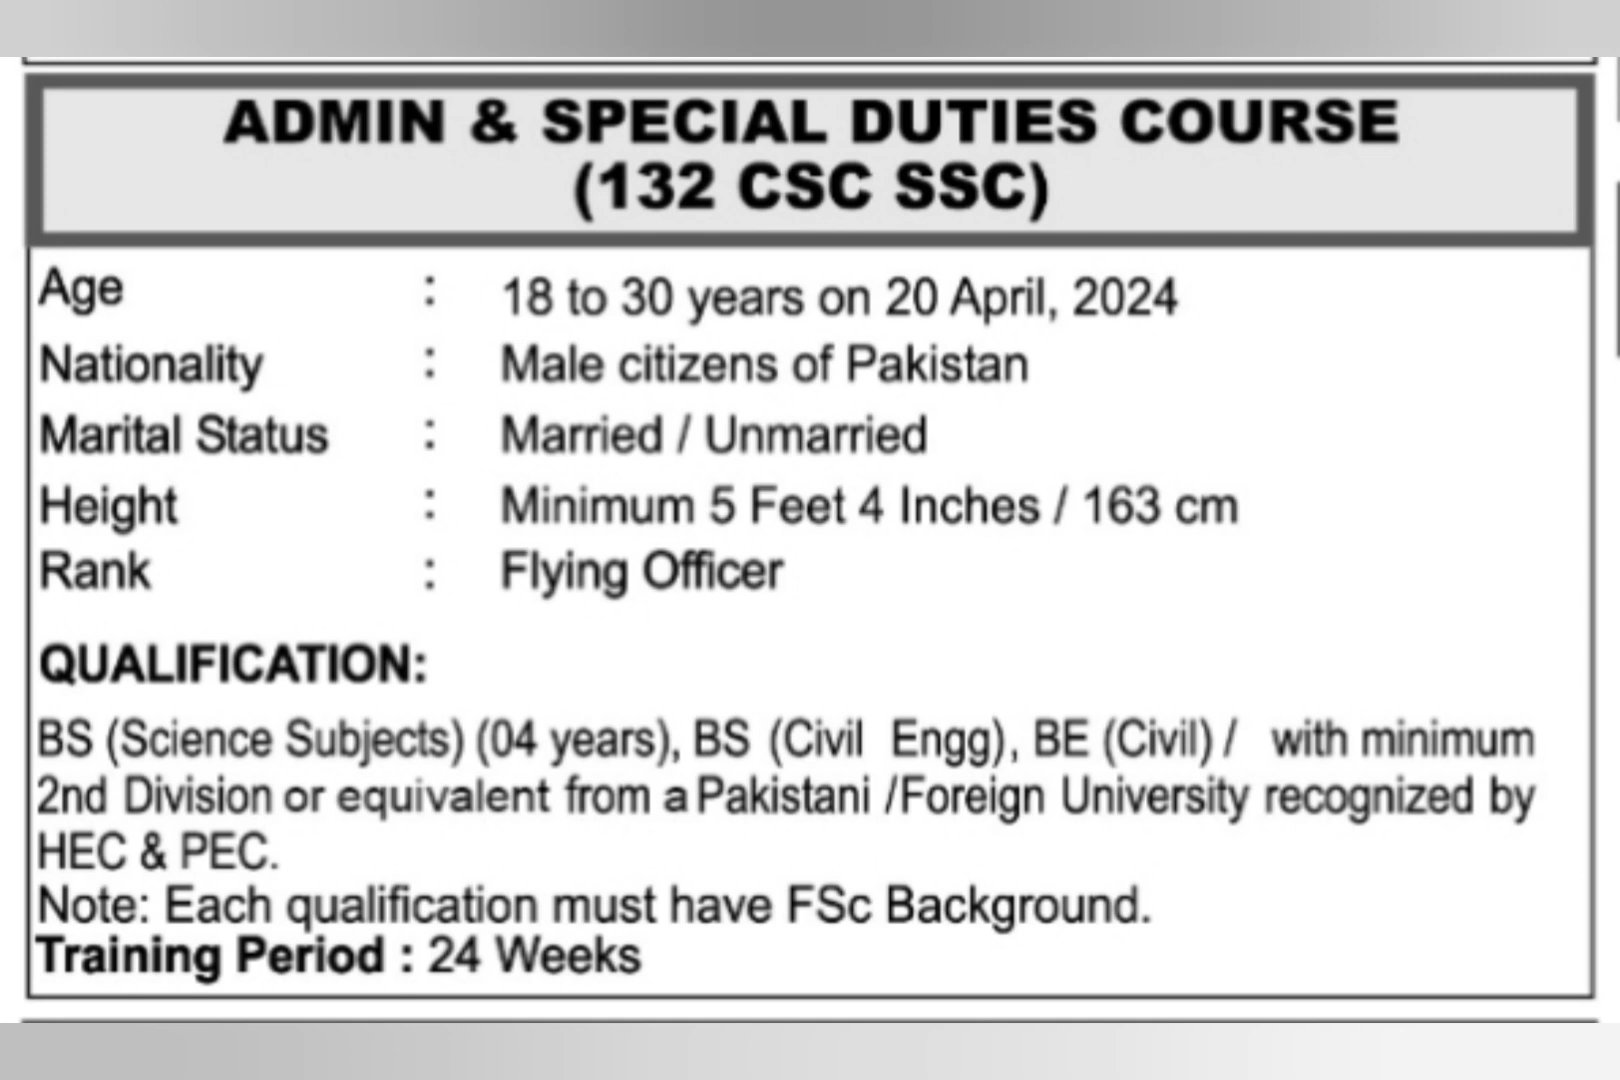 ADMIN & SPECIAL DUTIES COURSE
(132 CSC SSC)
Age : 18 to 30 years on 20 April, 2024
Nationality : Male citizens of Pakistan
Marital Status : Married / Unmarried
Height : Minimum 5 Feet 4 Inches / 163 cm
Rank : Flying Officer
QUALIFICATION:
BS (Science Subjects) (04 years), BS (Civil Engg), BE (Civil) / with minimum
2nd Division or equivalent from a Pakistani /Foreign University recognized by
HEC & PEC.
Note: Each qualification must have FSc Background.
Training Period : 24 Weeks